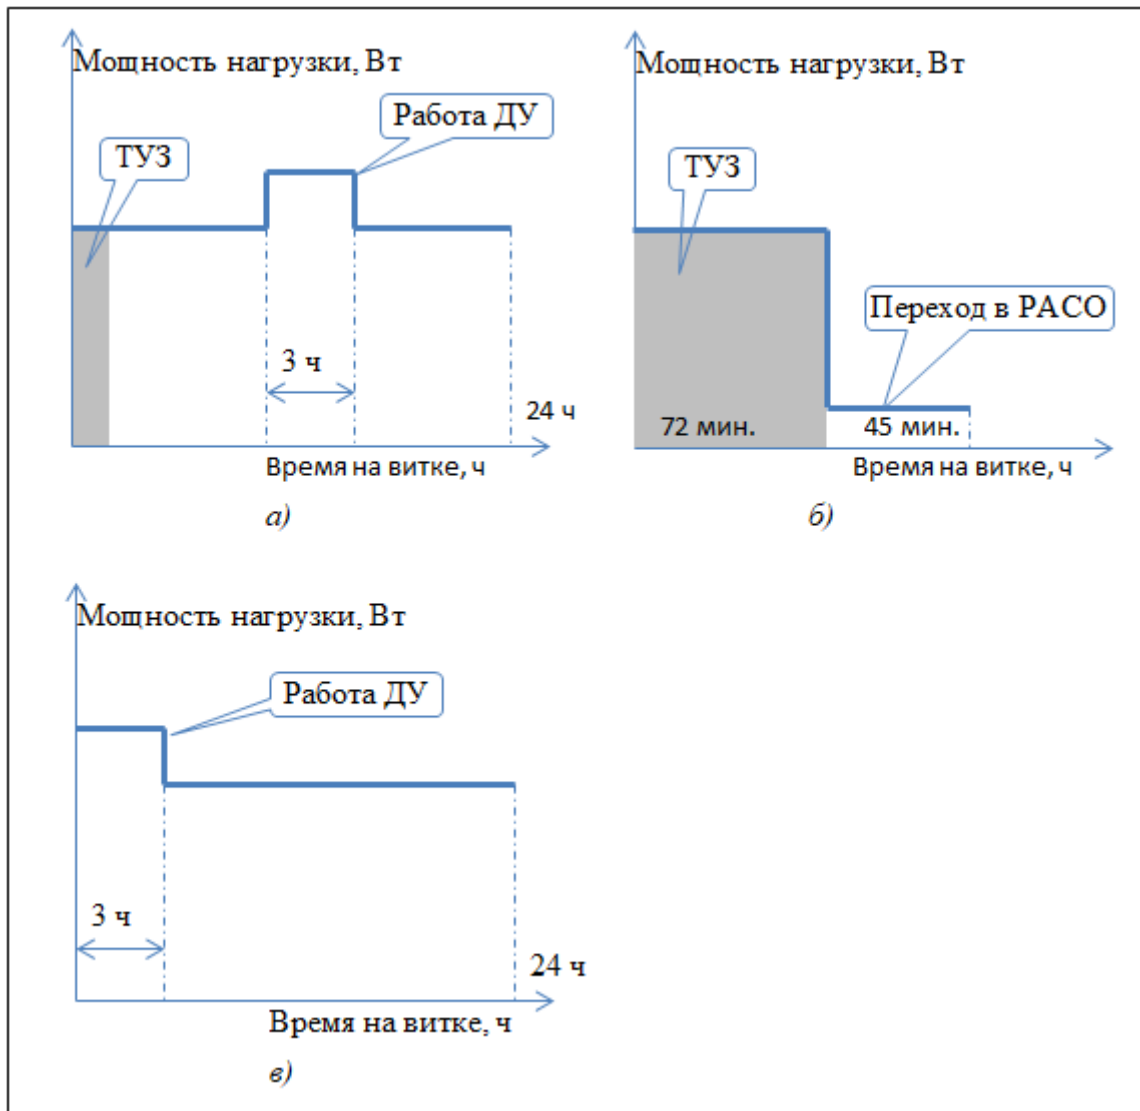 Мощность нагрузки, Вт
Работа ДУ
ТУЗ
3 ч
24 ч
Время на витке, ч
а)
Мощность нагрузки, Вт
ТУЗ
Переход в РАСО
72 мин.
45 мин.
Время на витке, ч
б)
Мощность нагрузки, Вт
Работа ДУ
3 ч
24 ч
Время на витке, ч
в)